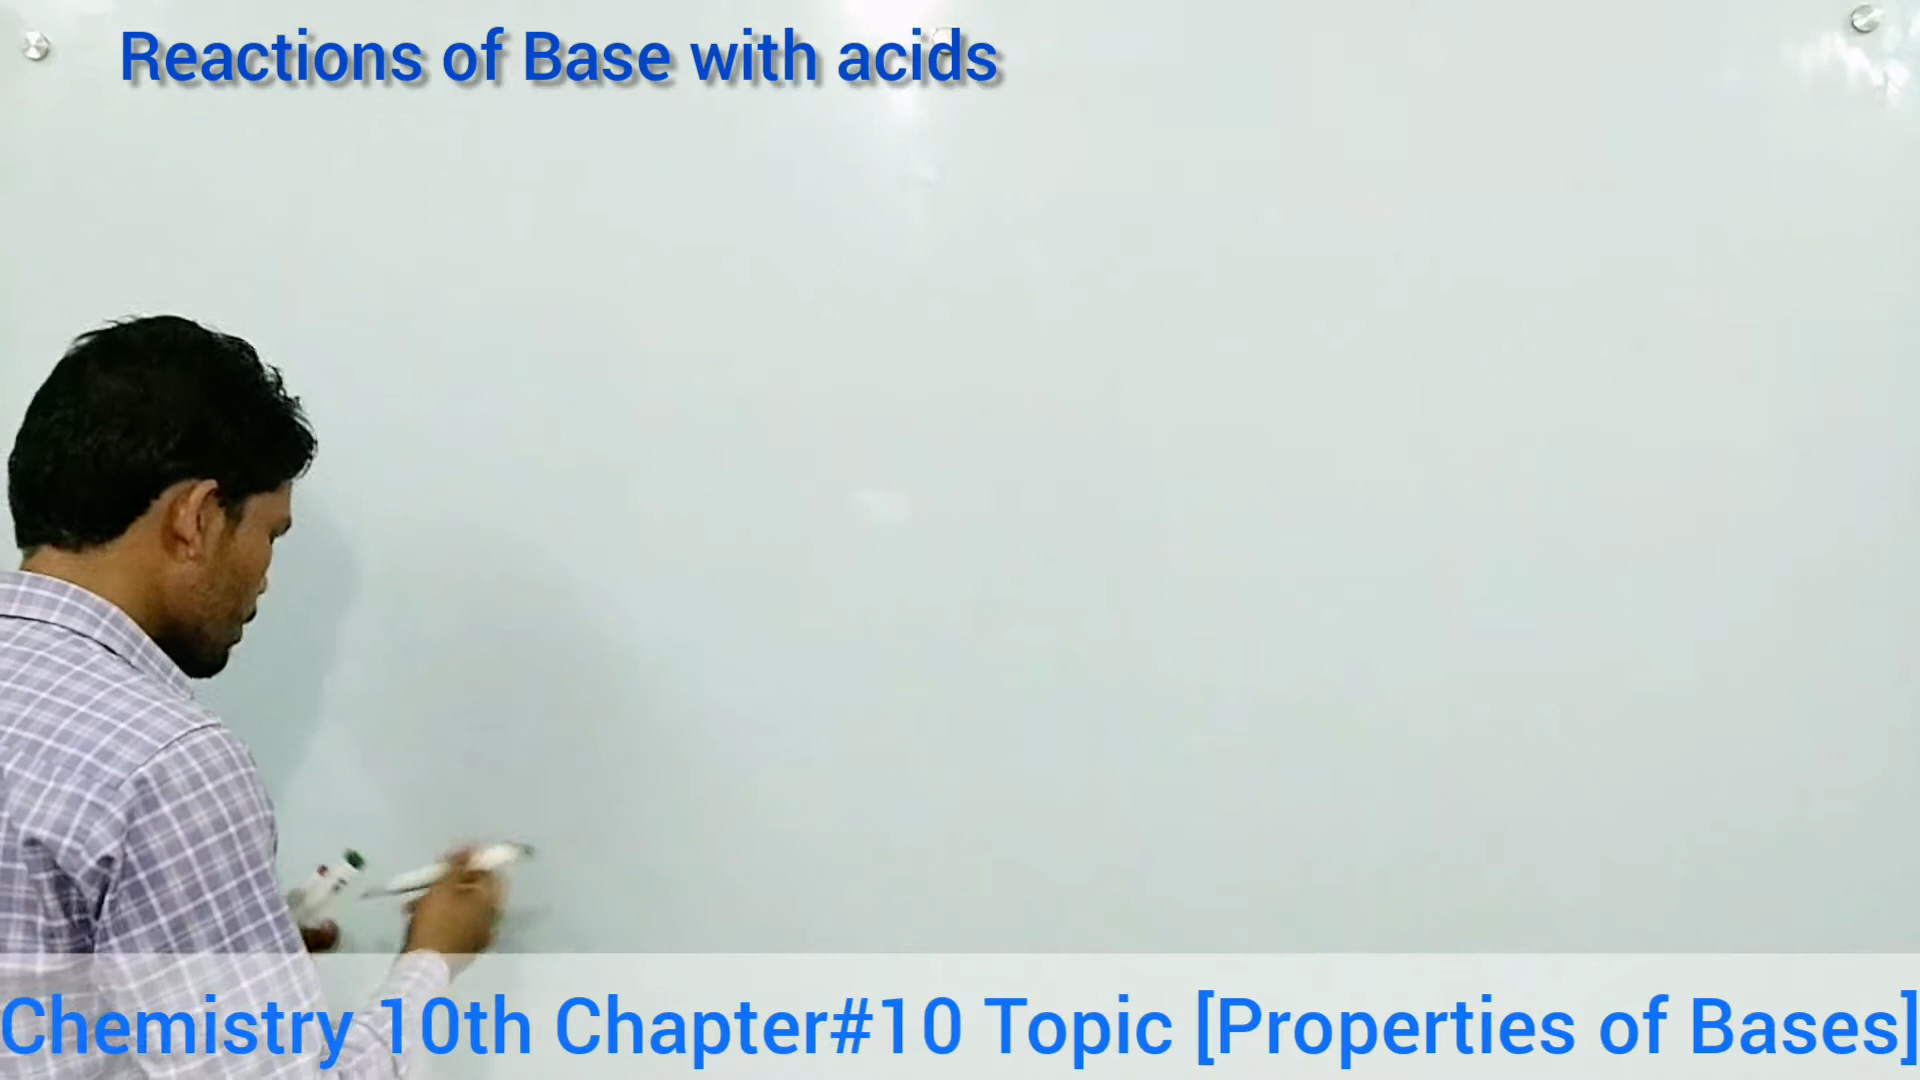 Reactions of Base with acids
Chemistry 10th Chapter#10 Topic [Properties of Bases]